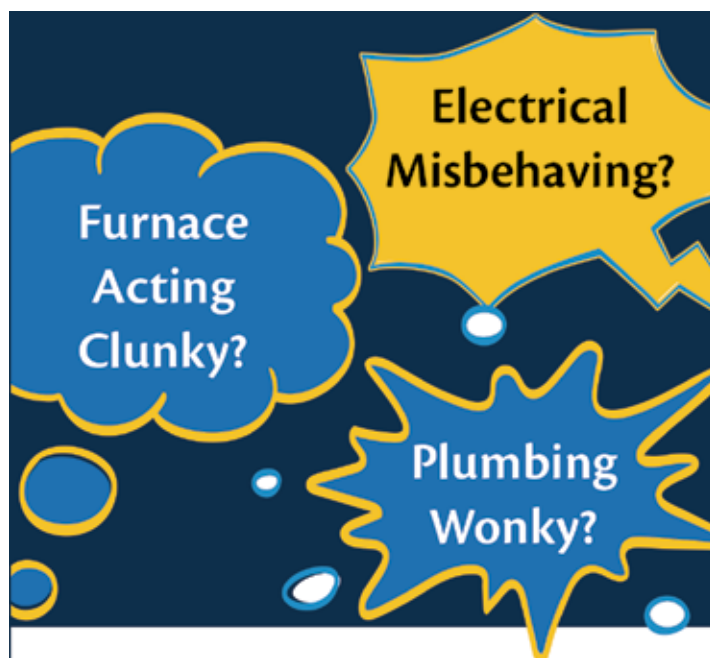 Electrical
Misbehaving?
Furnace
Acting
Clunky?
Plumbing
Wonky?